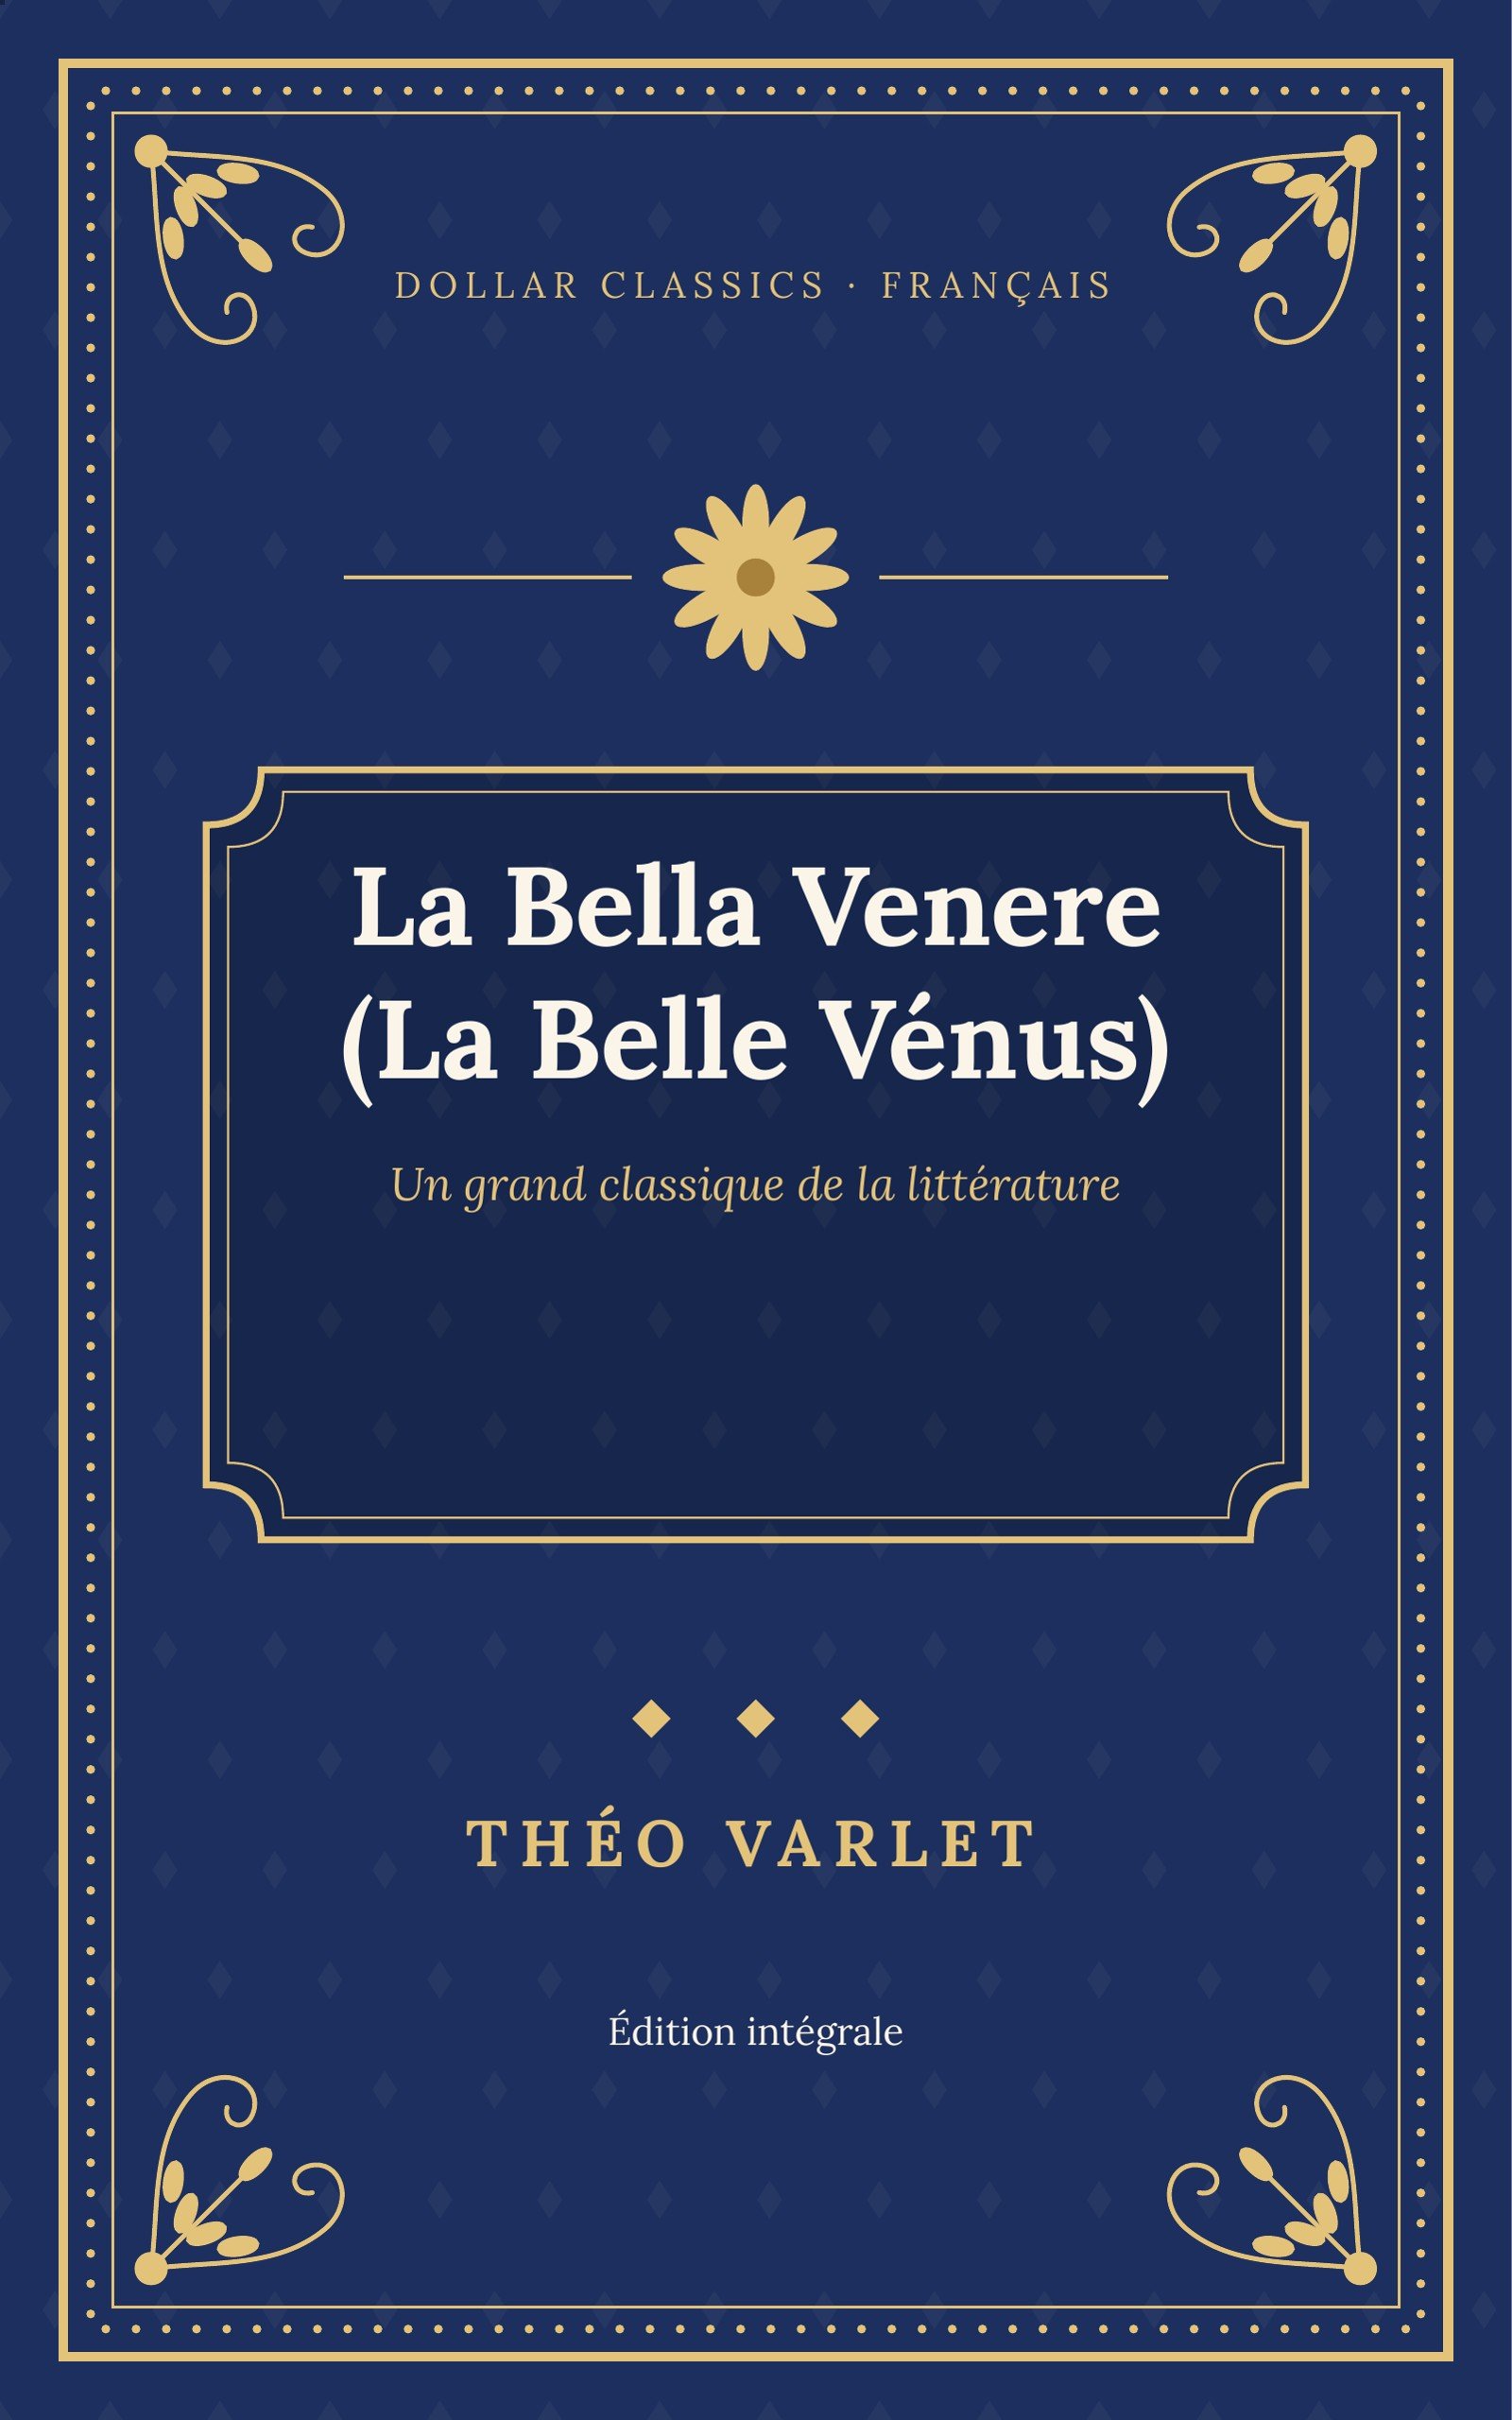 DOLLAR CLASSICS · FRANÇAIS
La Bella Venere
(La Belle Vénus)
Un grand classique de la littérature
THÉO VARLET
Édition intégrale